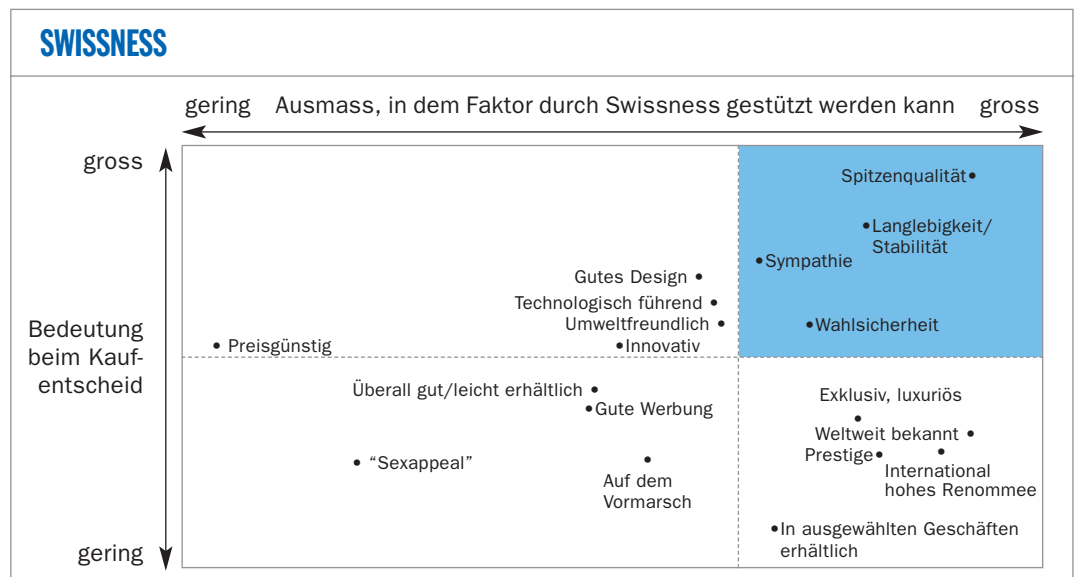 SWISSNESS
gering Ausmass, in dem Faktor durch Swissness gestützt werden kann gross
gross
Spitzenqualität
Langlebigkeit/
Stabilität
Sympathie
Gutes Design
Technologisch führend
Umweltfreundlich
Wahlsicherheit
Bedeutung
beim Kauf-
entscheid
Preisgünstig
Innovativ
Überall gut/leicht erhältlich
Gute Werbung
Exklusiv, luxuriös
Weltweit bekannt
Prestige
International
hohes Renommee
“Sexappeal”
Auf dem
Vormarsch
In ausgewählten Geschäften
erhältlich
gering